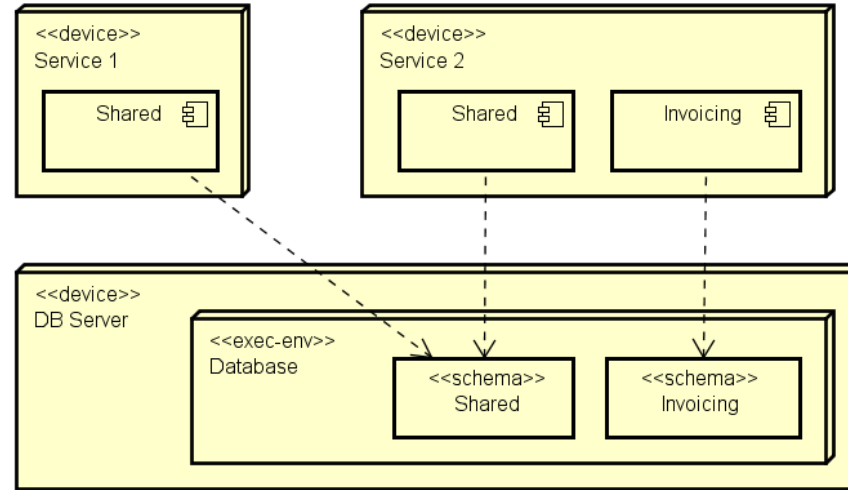 <<device>>
Service 1
Shared
<<device>>
Service 2
Shared
Invoicing
<<device>>
DB Server
<<exec-env>>
Database
<<schema>>
Shared
<<schema>>
Invoicing